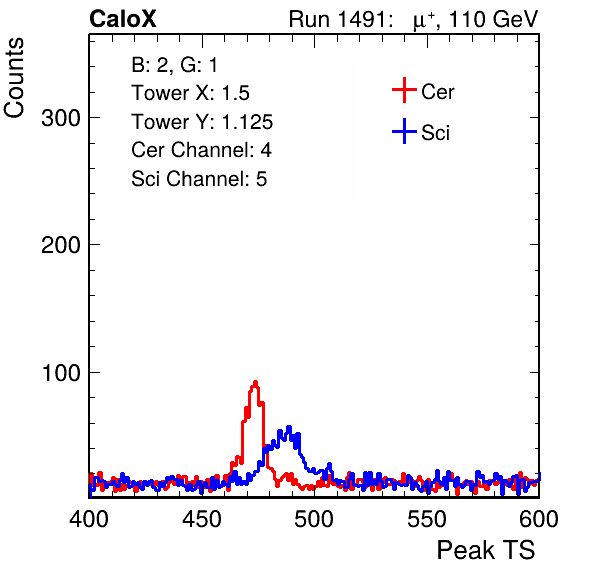 CaloX Run 1491: μ⁺, 110 GeV
Counts
B: 2, G: 1
Tower X: 1.5
Tower Y: 1.125
Cer Channel: 4
Sci Channel: 5
Cer
Sci
300
200
100
400 450 500 550 600
Peak TS